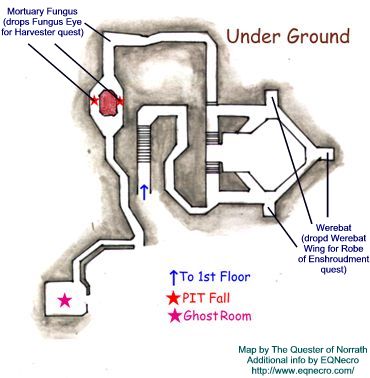 Mortuary Fungus
(drops Fungus Eye
for Harvester quest)
Under Ground
Werebat
(dropd Werebat
Wing for Robe
of Enshroudment
quest)
To 1st Floor
PIT Fall
Ghost Room
Map by The Quester of Norrath
Additional info by EQNecro
http://www.eqnecro.com/